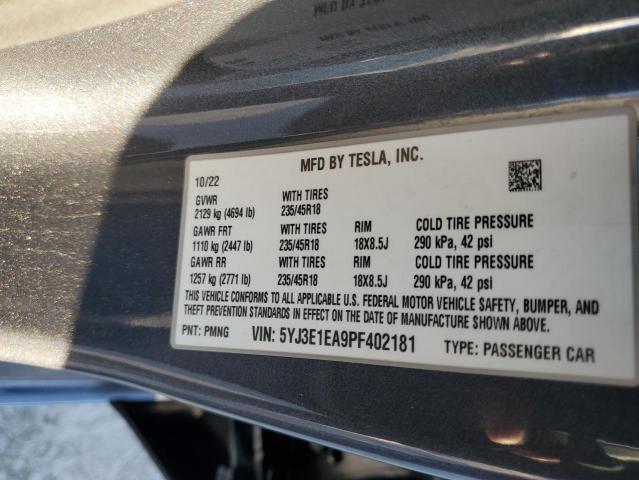 MFD BY TESLA, INC.
10/22
GVWR WITH TIRES
2129 kg (4694 lb) 235/45R18
GAWR FRT WITH TIRES RIM COLD TIRE PRESSURE
1110 kg (2447 lb) 235/45R18 18X8.5J 290 kPa, 42 psi
GAWR RR WITH TIRES RIM COLD TIRE PRESSURE
1257 kg (2771 lb) 235/45R18 18X8.5J 290 kPa, 42 psi
THIS VEHICLE CONFORMS TO ALL APPLICABLE U.S. FEDERAL MOTOR VEHICLE SAFETY, BUMPER, AND
THEFT PREVENTION STANDARDS IN EFFECT ON THE DATE OF MANUFACTURE SHOWN ABOVE.
PNT: PMNG VIN: 5YJ3E1EA9PF402181 TYPE: PASSENGER CAR